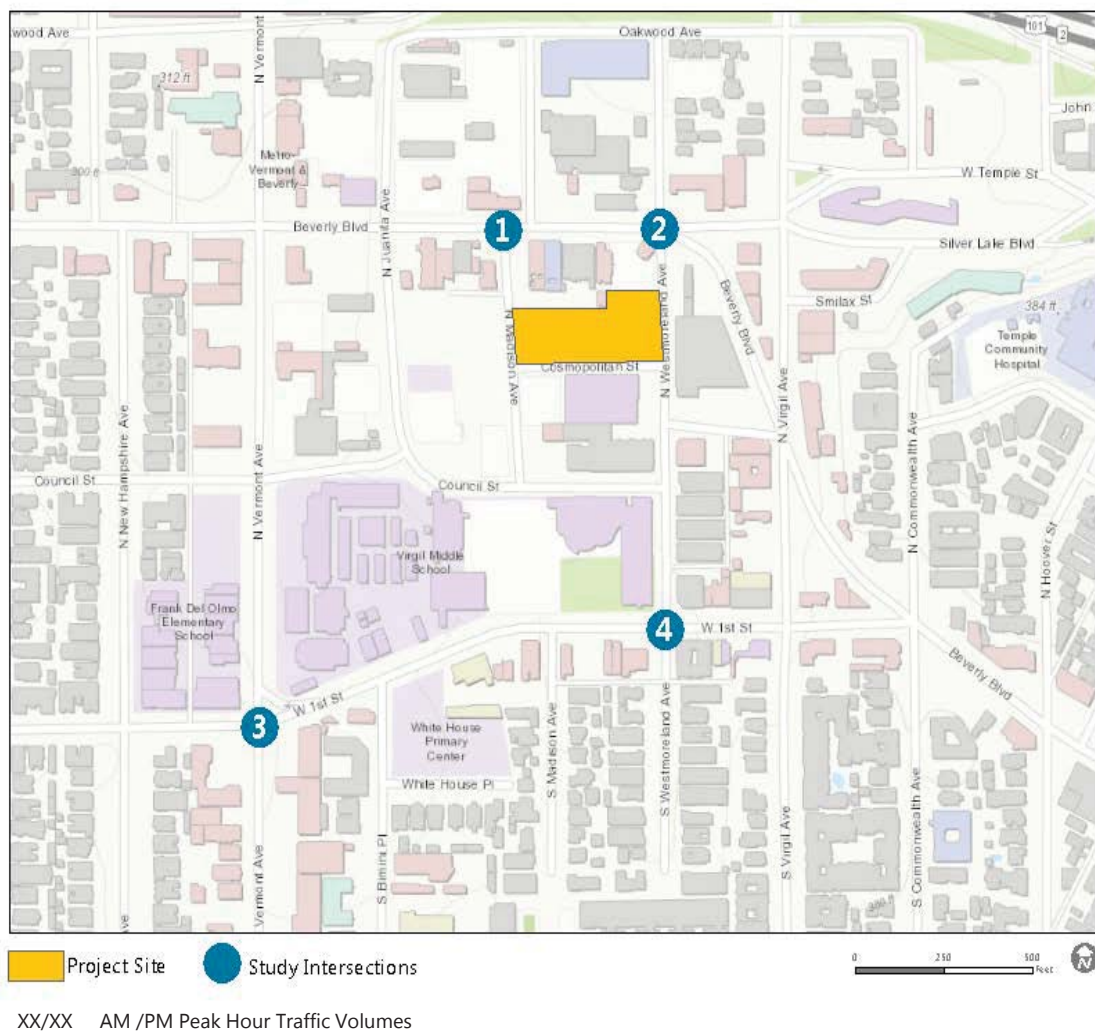 Oakwood Ave
wood Ave
N Vermont
101
2
312 ft
John
300 ft
Metro-
Vermont &
Beverly
W Temple St
N Juanita Ave
Beverly Blvd
1
2
Silver Lake Blvd
N Westmoreland Ave
Beverly Blvd
Smilax St
384 ft
Temple
Community
Hospital
N Madison Ave
Cosmopolitan St
N New Hampshire Ave
N Vermont Ave
N Virgil Ave
N Commonwealth Ave
N Hoover St
Council St
Council St
Virgil Middle
School
Frank Del Olmo
Elementary
School
4
W 1st St
W 1st St
3
Beverly Blvd
White House
Primary
Center
White House Pl
S Madison Ave
S Westmoreland Ave
S Bimini Pl
S Virgil Ave
S Commonwealth Ave
Vermont Ave
Ave
Project Site
Study Intersections
0 250 500
Feet
N
XX/XX AM /PM Peak Hour Traffic Volumes